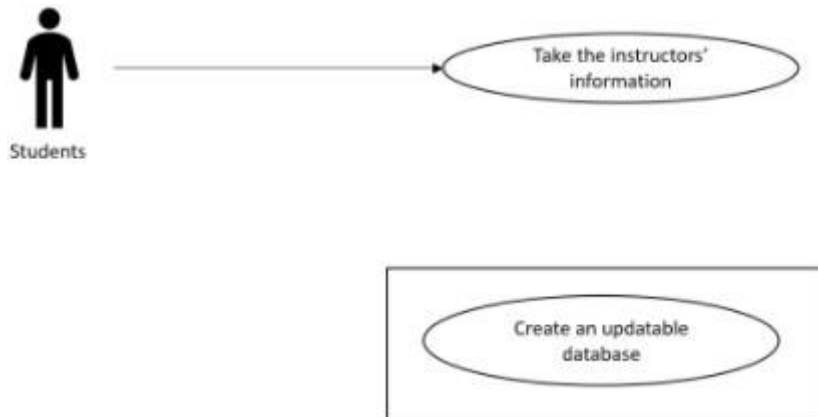 Take the instructors'
information
Students
Create an updatable
database